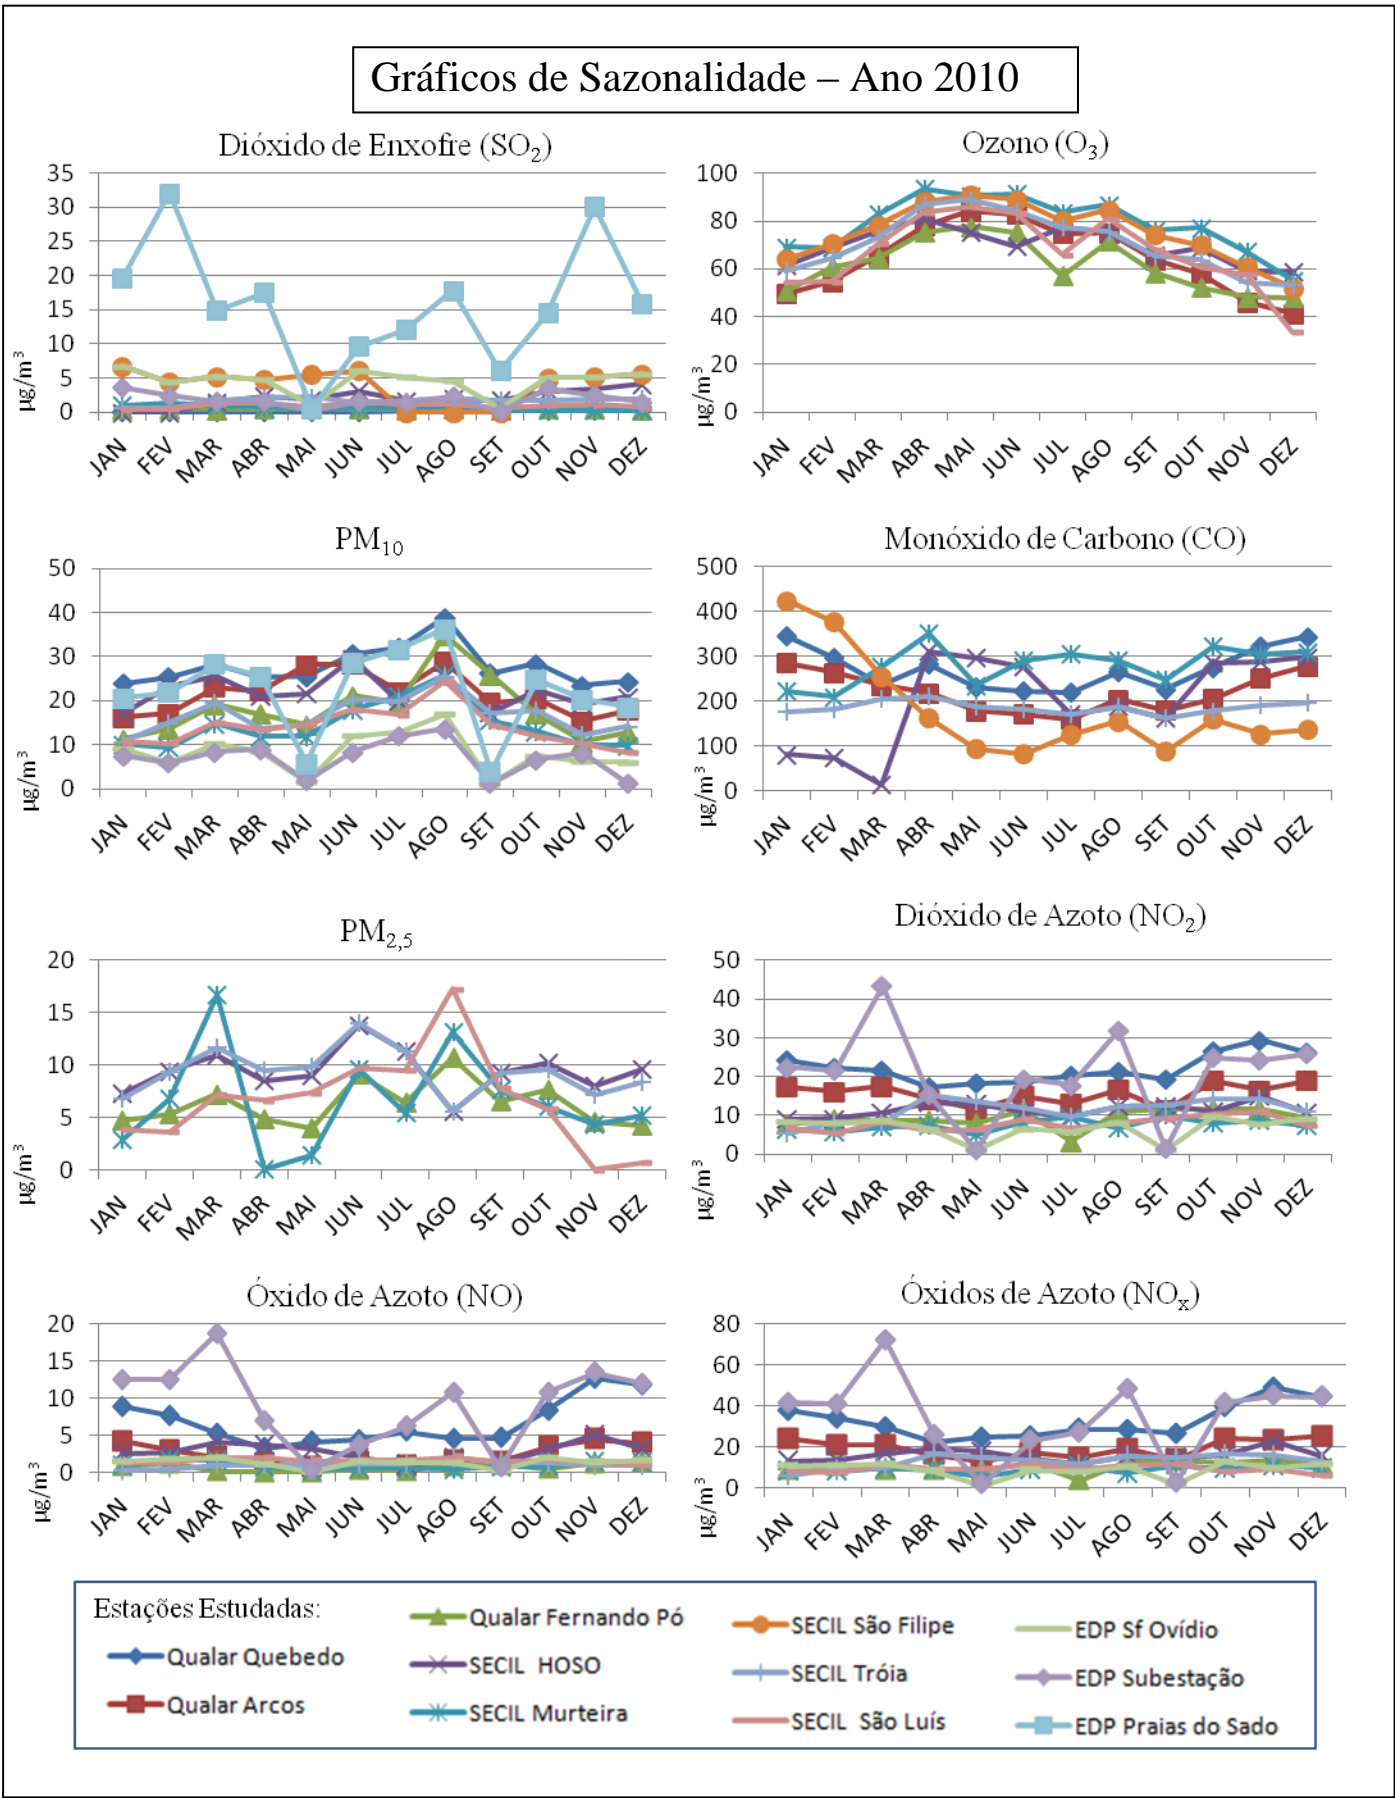 Gráficos de Sazonalidade – Ano 2010
Dióxido de Enxofre (SO₂)
35
30
25
20
15
10
5
0
µg/m³
JAN FEV MAR ABR MAI JUN JUL AGO SET OUT NOV DEZ
Ozono (O₃)
100
80
60
40
20
0
µg/m³
JAN FEV MAR ABR MAI JUN JUL AGO SET OUT NOV DEZ
PM₁₀
50
40
30
20
10
0
µg/m³
JAN FEV MAR ABR MAI JUN JUL AGO SET OUT NOV DEZ
Monóxido de Carbono (CO)
500
400
300
200
100
0
µg/m³
JAN FEV MAR ABR MAI JUN JUL AGO SET OUT NOV DEZ
PM₂,₅
20
15
10
5
0
µg/m³
JAN FEV MAR ABR MAI JUN JUL AGO SET OUT NOV DEZ
Dióxido de Azoto (NO₂)
50
40
30
20
10
0
µg/m³
JAN FEV MAR ABR MAI JUN JUL AGO SET OUT NOV DEZ
Óxido de Azoto (NO)
20
15
10
5
0
µg/m³
JAN FEV MAR ABR MAI JUN JUL AGO SET OUT NOV DEZ
Óxidos de Azoto (NOₓ)
80
60
40
20
0
µg/m³
JAN FEV MAR ABR MAI JUN JUL AGO SET OUT NOV DEZ
Estações Estudadas:
Qualar Quebedo
Qualar Arcos
Qualar Fernando Pó
SECIL HOSO
SECIL Murteira
SECIL São Filipe
SECIL Tróia
SECIL São Luís
EDP Sf Ovídio
EDP Subestação
EDP Praias do Sado